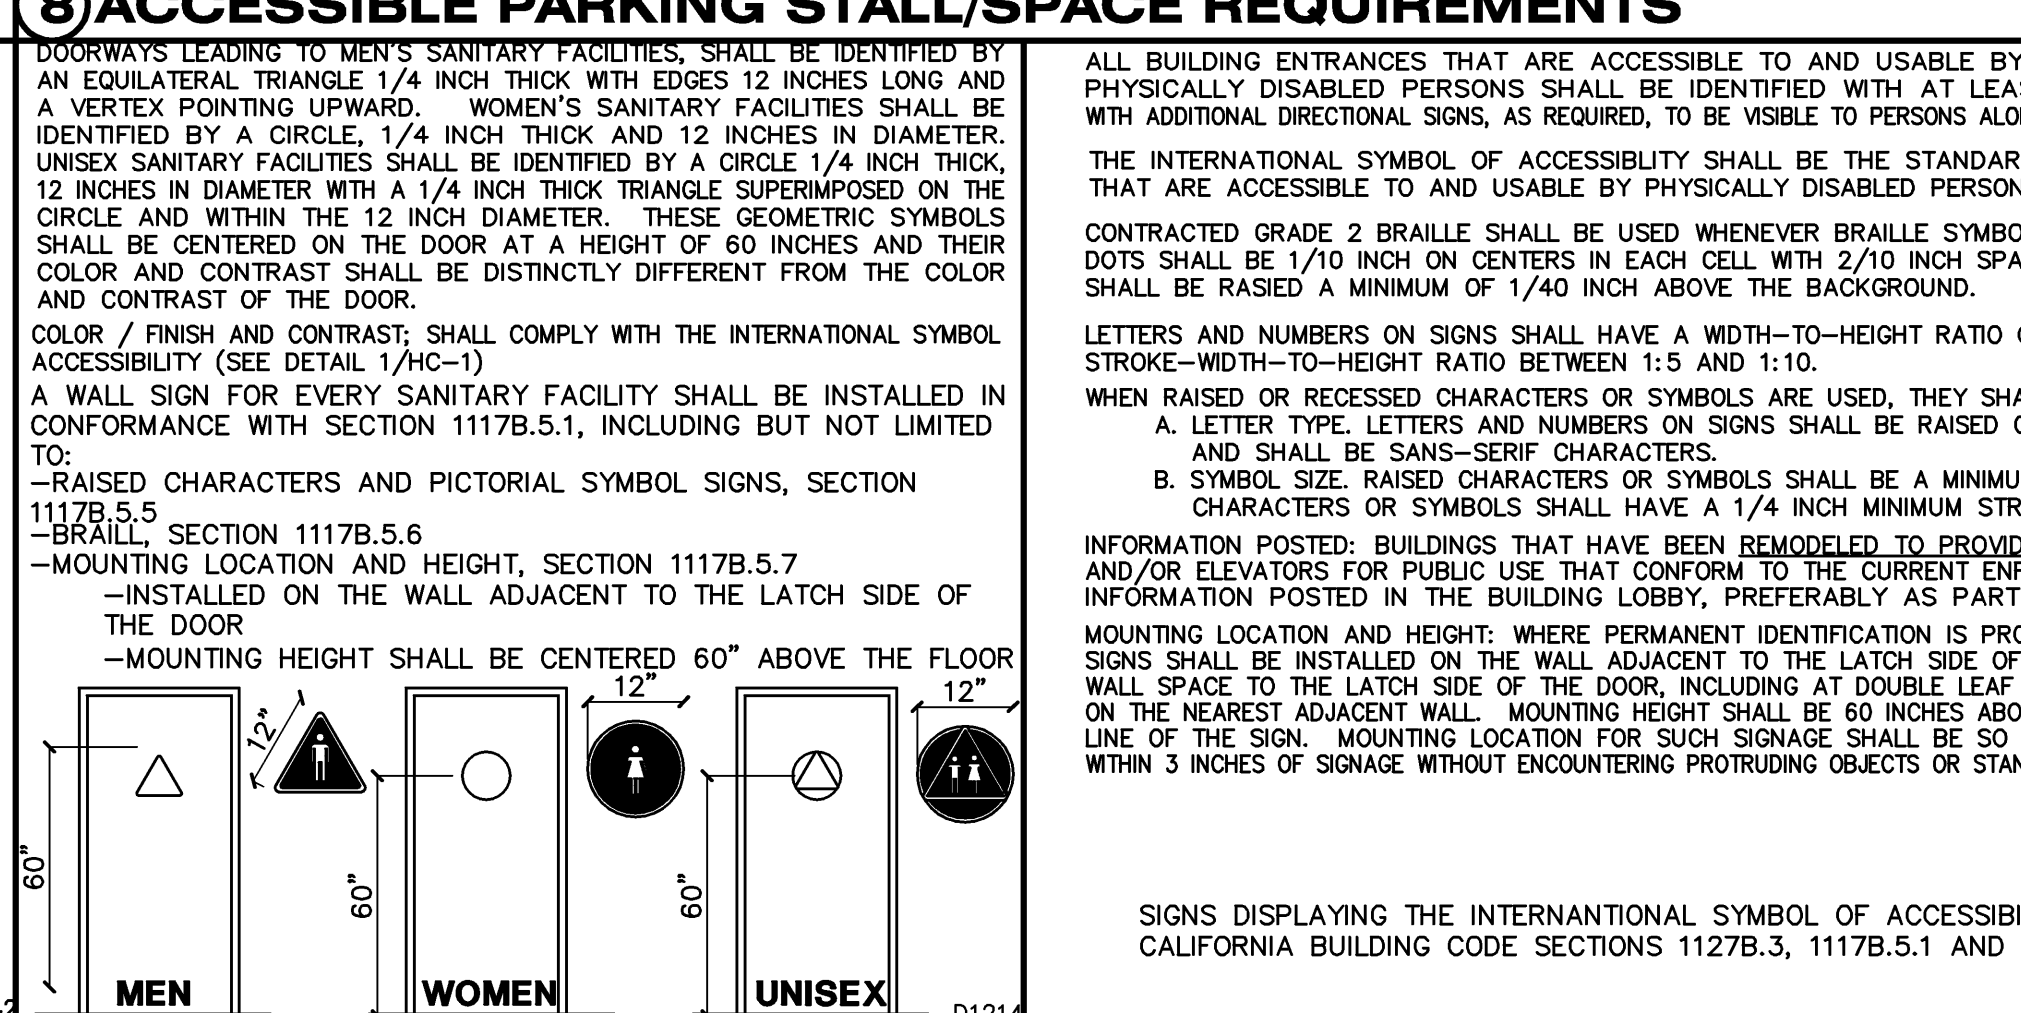 8 ACCESSIBLE PARKING STALL/SPACE REQUIREMENTS
DOORWAYS LEADING TO MEN'S SANITARY FACILITIES, SHALL BE IDENTIFIED BY
AN EQUILATERAL TRIANGLE 1/4 INCH THICK WITH EDGES 12 INCHES LONG AND
A VERTEX POINTING UPWARD. WOMEN'S SANITARY FACILITIES SHALL BE
IDENTIFIED BY A CIRCLE, 1/4 INCH THICK AND 12 INCHES IN DIAMETER.
UNISEX SANITARY FACILITIES SHALL BE IDENTIFIED BY A CIRCLE 1/4 INCH THICK,
12 INCHES IN DIAMETER WITH A 1/4 INCH THICK TRIANGLE SUPERIMPOSED ON THE
CIRCLE AND WITHIN THE 12 INCH DIAMETER. THESE GEOMETRIC SYMBOLS
SHALL BE CENTERED ON THE DOOR AT A HEIGHT OF 60 INCHES AND THEIR
COLOR AND CONTRAST SHALL BE DISTINCTLY DIFFERENT FROM THE COLOR
AND CONTRAST OF THE DOOR.
COLOR / FINISH AND CONTRAST; SHALL COMPLY WITH THE INTERNATIONAL SYMBOL
ACCESSIBILITY (SEE DETAIL 1/HC-1)
A WALL SIGN FOR EVERY SANITARY FACILITY SHALL BE INSTALLED IN
CONFORMANCE WITH SECTION 1117B.5.1, INCLUDING BUT NOT LIMITED
TO:
-RAISED CHARACTERS AND PICTORIAL SYMBOL SIGNS, SECTION
1117B.5.5
-BRAILL, SECTION 1117B.5.6
-MOUNTING LOCATION AND HEIGHT, SECTION 1117B.5.7
-INSTALLED ON THE WALL ADJACENT TO THE LATCH SIDE OF
THE DOOR
-MOUNTING HEIGHT SHALL BE CENTERED 60" ABOVE THE FLOOR
12"
12"
12"
60"
60"
60"
MEN
WOMEN
UNISEX
D1214
ALL BUILDING ENTRANCES THAT ARE ACCESSIBLE TO AND USABLE BY
PHYSICALLY DISABLED PERSONS SHALL BE IDENTIFIED WITH AT LEAS
WITH ADDITIONAL DIRECTIONAL SIGNS, AS REQUIRED, TO BE VISIBLE TO PERSONS ALO
THE INTERNATIONAL SYMBOL OF ACCESSIBLITY SHALL BE THE STANDAR
THAT ARE ACCESSIBLE TO AND USABLE BY PHYSICALLY DISABLED PERSON
CONTRACTED GRADE 2 BRAILLE SHALL BE USED WHENEVER BRAILLE SYMBO
DOTS SHALL BE 1/10 INCH ON CENTERS IN EACH CELL WITH 2/10 INCH SPA
SHALL BE RASIED A MINIMUM OF 1/40 INCH ABOVE THE BACKGROUND.
LETTERS AND NUMBERS ON SIGNS SHALL HAVE A WIDTH-TO-HEIGHT RATIO
STROKE-WIDTH-TO-HEIGHT RATIO BETWEEN 1:5 AND 1:10.
WHEN RAISED OR RECESSED CHARACTERS OR SYMBOLS ARE USED, THEY SHA
A. LETTER TYPE. LETTERS AND NUMBERS ON SIGNS SHALL BE RAISED
AND SHALL BE SANS-SERIF CHARACTERS.
B. SYMBOL SIZE. RAISED CHARACTERS OR SYMBOLS SHALL BE A MINIMU
CHARACTERS OR SYMBOLS SHALL HAVE A 1/4 INCH MINIMUM STR
INFORMATION POSTED: BUILDINGS THAT HAVE BEEN REMODELED TO PROVID
AND/OR ELEVATORS FOR PUBLIC USE THAT CONFORM TO THE CURRENT ENF
INFORMATION POSTED IN THE BUILDING LOBBY, PREFERABLY AS PART
MOUNTING LOCATION AND HEIGHT: WHERE PERMANENT IDENTIFICATION IS PRO
SIGNS SHALL BE INSTALLED ON THE WALL ADJACENT TO THE LATCH SIDE OF
WALL SPACE TO THE LATCH SIDE OF THE DOOR, INCLUDING AT DOUBLE LEAF
ON THE NEAREST ADJACENT WALL. MOUNTING HEIGHT SHALL BE 60 INCHES ABO
LINE OF THE SIGN. MOUNTING LOCATION FOR SUCH SIGNAGE SHALL BE SO
WITHIN 3 INCHES OF SIGNAGE WITHOUT ENCOUNTERING PROTRUDING OBJECTS OR STAN
SIGNS DISPLAYING THE INTERNANTIONAL SYMBOL OF ACCESSIBI
CALIFORNIA BUILDING CODE SECTIONS 1127B.3, 1117B.5.1 AND